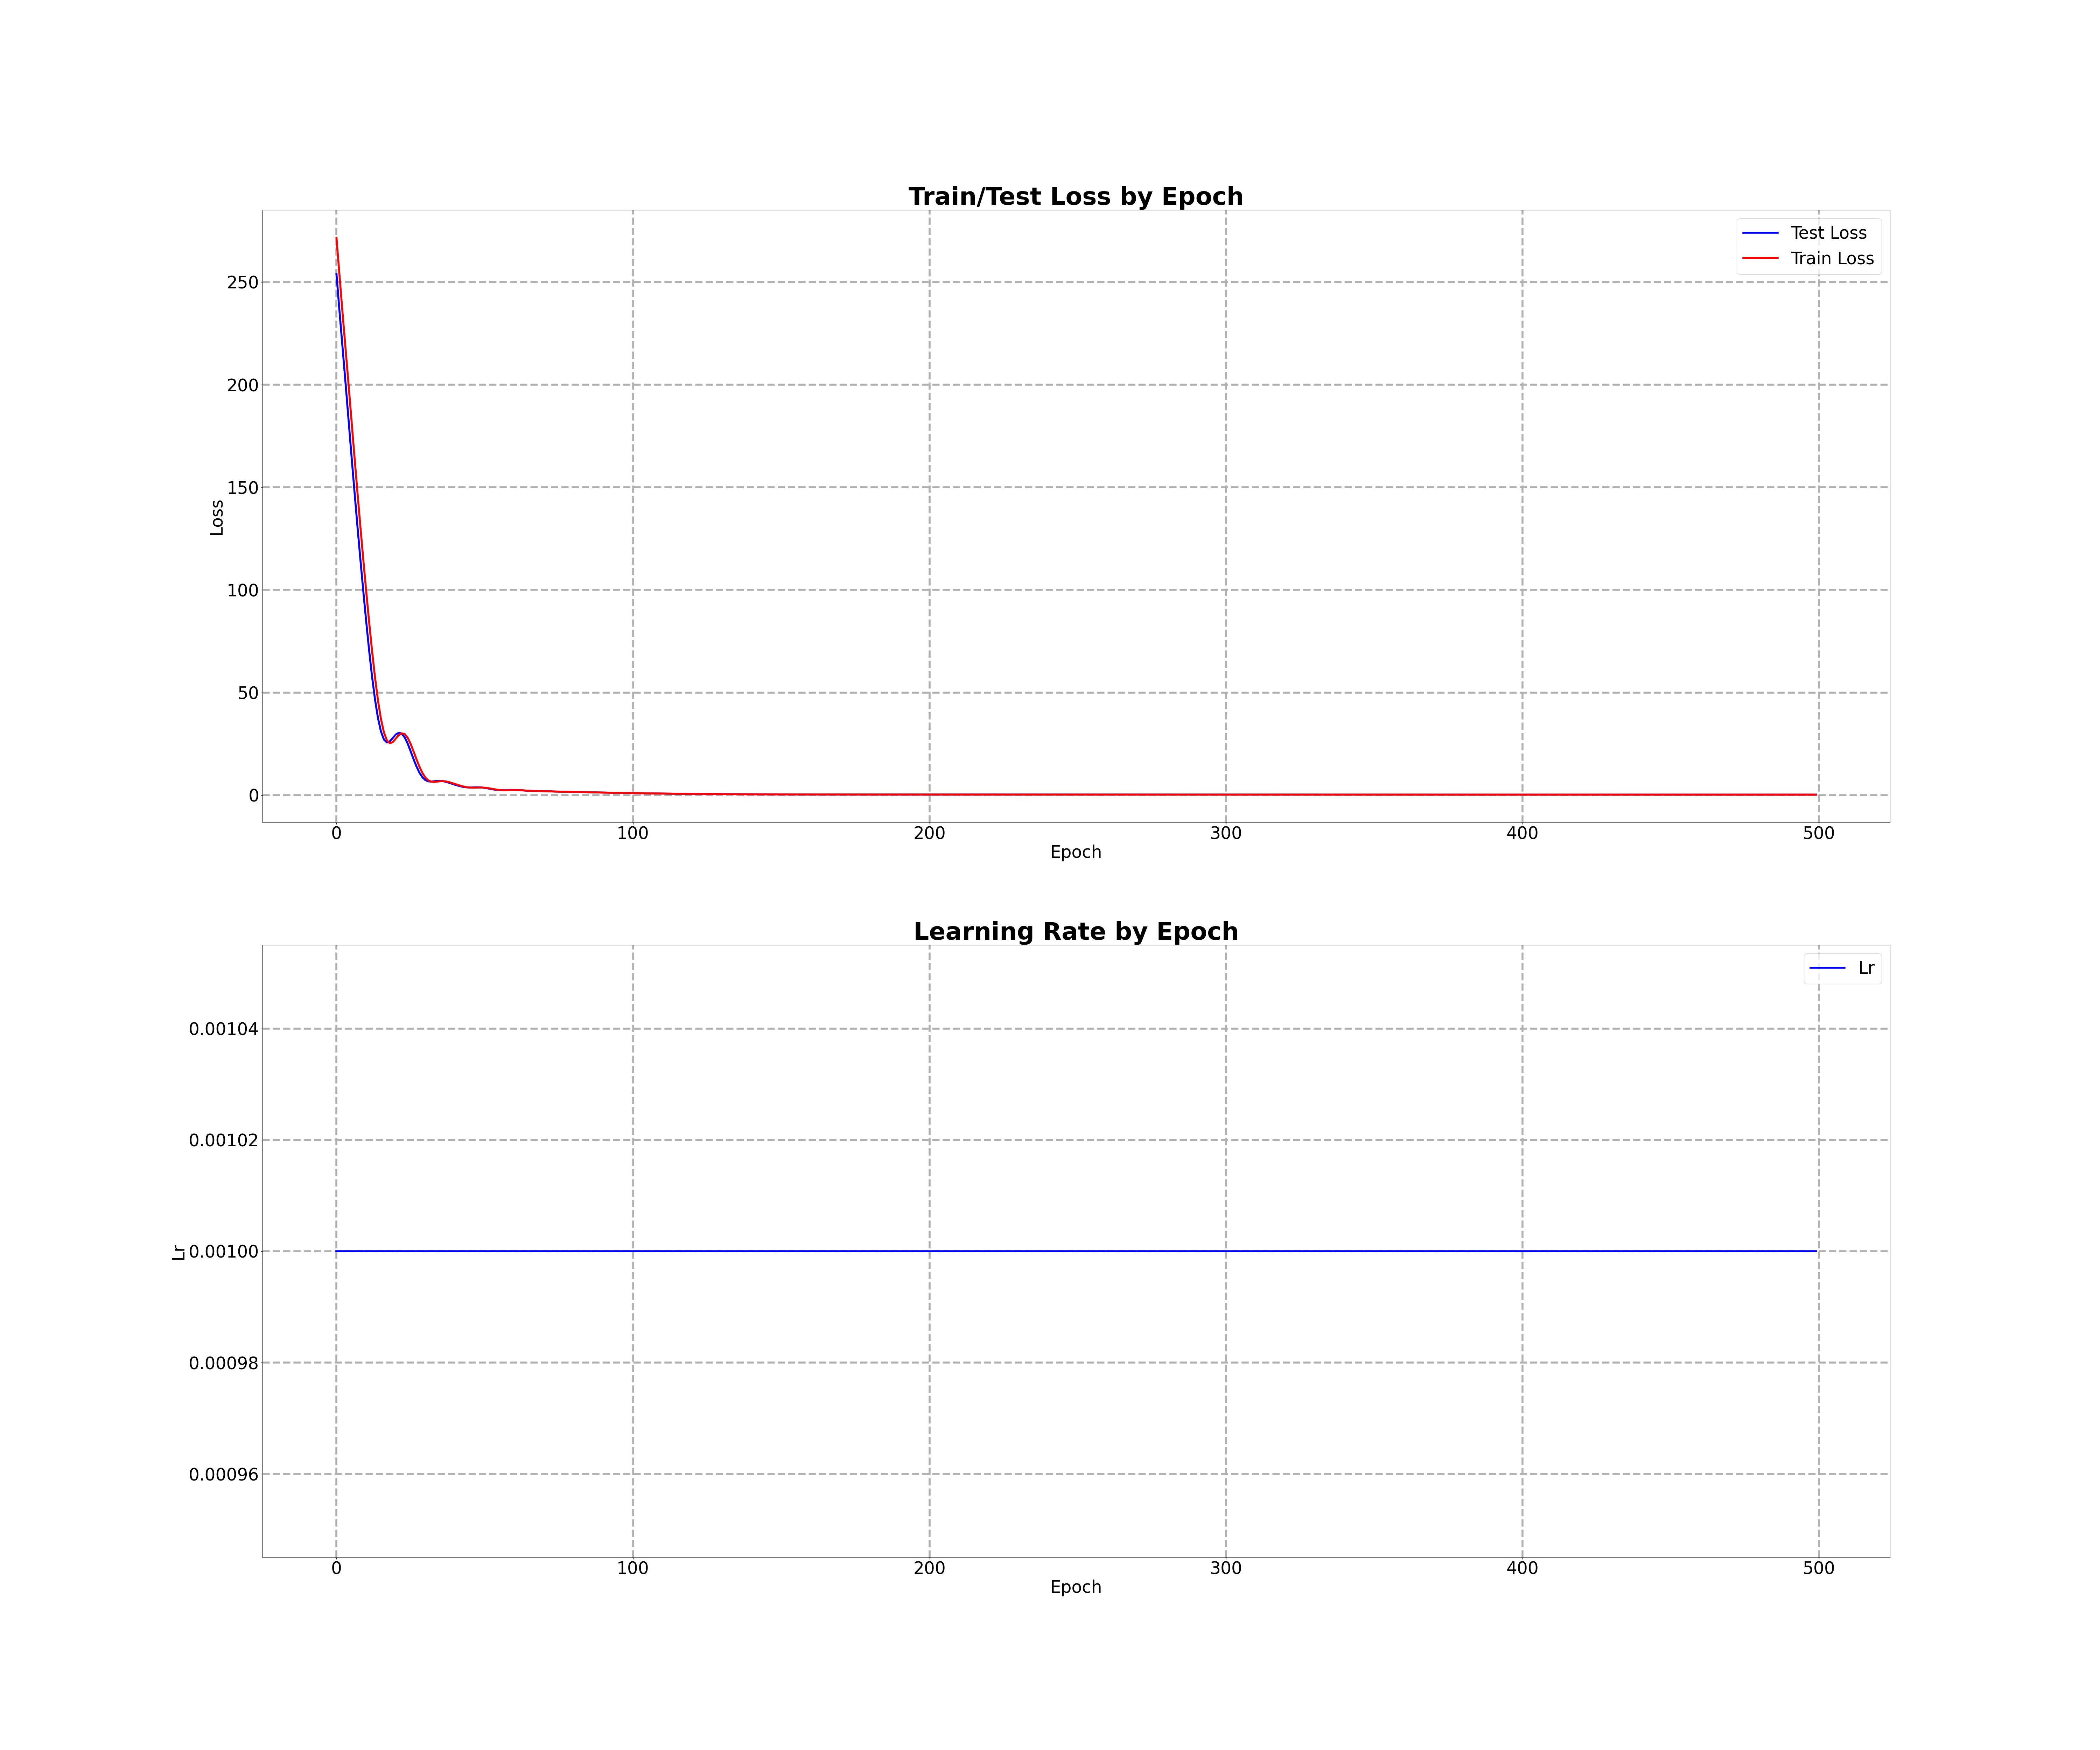 Train/Test Loss by Epoch
Test Loss
Train Loss
250
200
150
100
50
0
Loss
0 100 200 300 400 500
Epoch
Learning Rate by Epoch
Lr
0.00104
0.00102
0.00100
0.00098
0.00096
Lr
0 100 200 300 400 500
Epoch